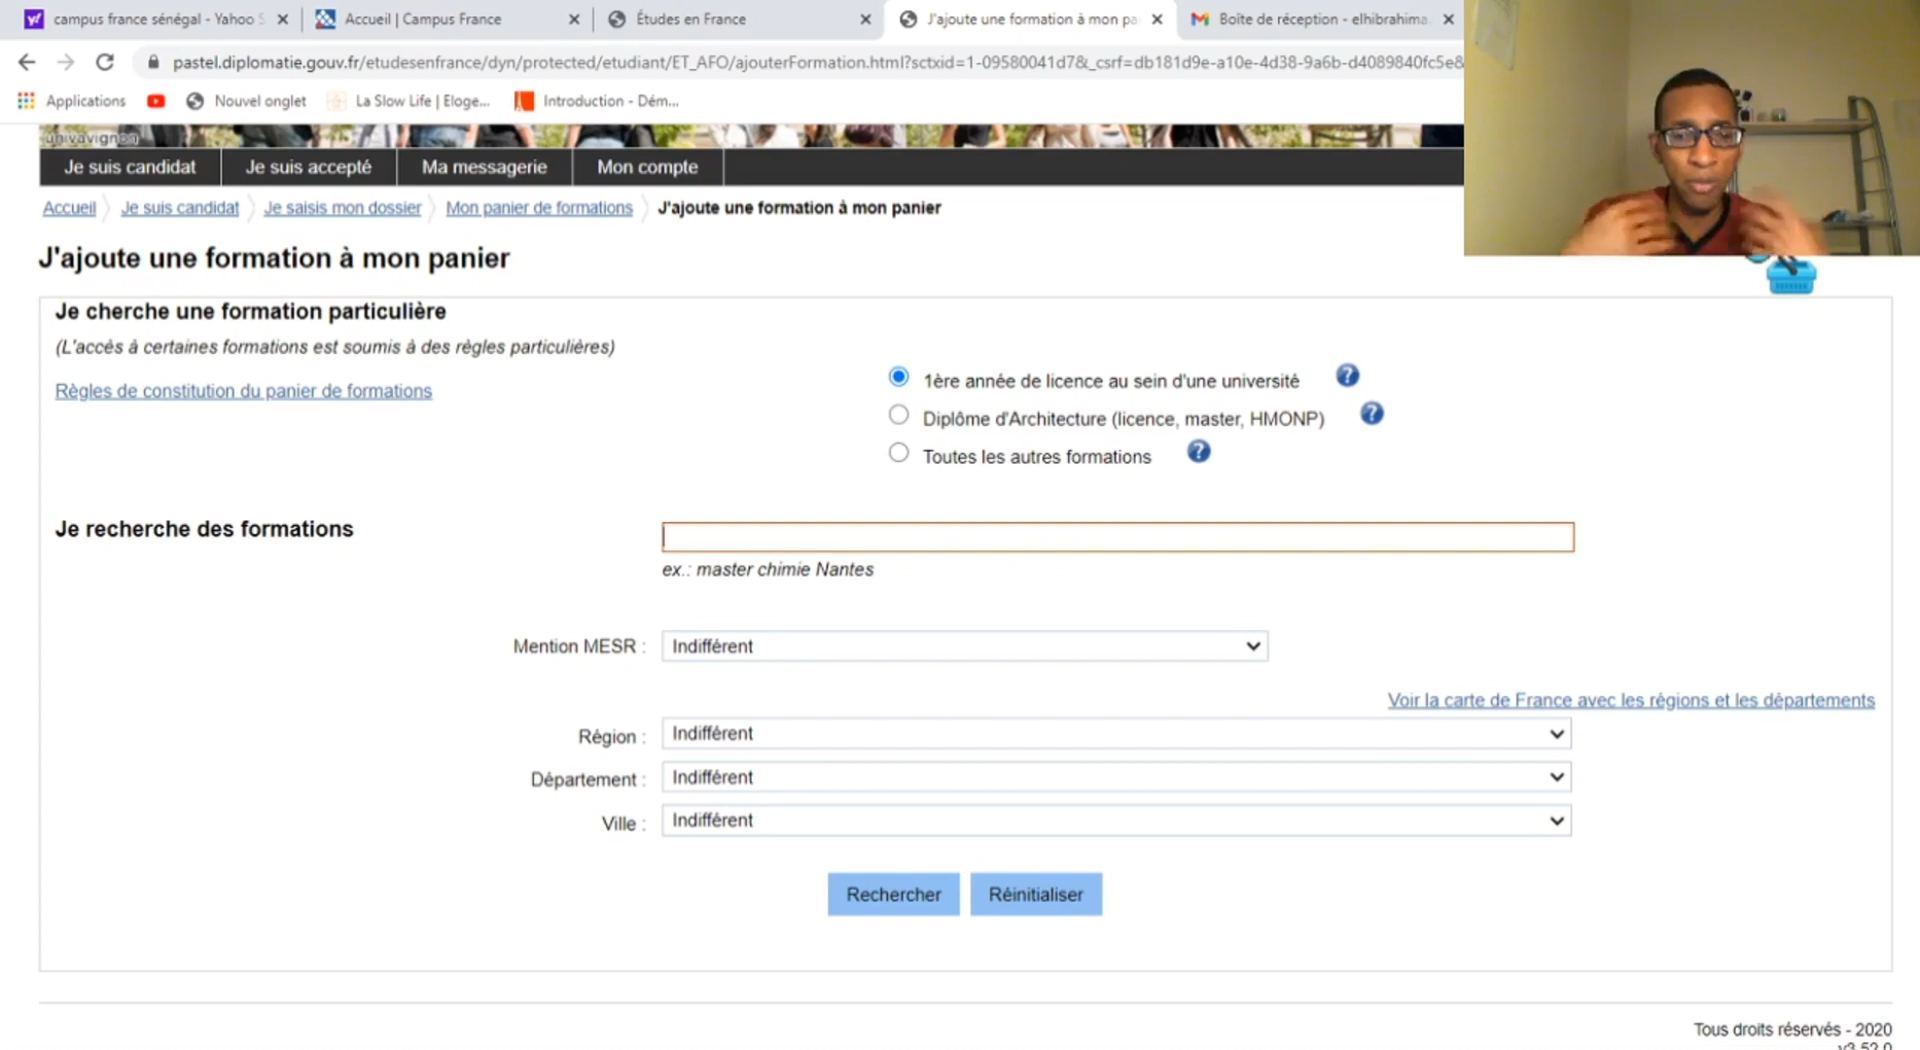 campus france sénégal - Yahoo S
Accueil | Campus France
Études en France
J'ajoute une formation à mon pa
Boîte de réception - elhibrahima
pastel.diplomatie.gouv.fr/etudesenfrance/dyn/protected/etudiant/ET_AFO/ajouterFormation.html?sctxid=1-09580041d7&_csrf=db181d9e-a10e-4d38-9a6b-d4089840fc5e&
Applications
Nouvel onglet
La Slow Life | Eloge...
Introduction - Dém...
univavignon
Je suis candidat
Je suis accepté
Ma messagerie
Mon compte
Accueil
Je suis candidat
Je saisis mon dossier
Mon panier de formations
J'ajoute une formation à mon panier
J'ajoute une formation à mon panier
Je cherche une formation particulière
(L'accès à certaines formations est soumis à des règles particulières)
Règles de constitution du panier de formations
1ère année de licence au sein d'une université
Diplôme d'Architecture (licence, master, HMONP)
Toutes les autres formations
Je recherche des formations
ex.: master chimie Nantes
Mention MESR : Indifférent
Voir la carte de France avec les régions et les départements
Région : Indifférent
Département : Indifférent
Ville : Indifférent
Rechercher
Réinitialiser
Tous droits réservés - 2020
v3.52.0